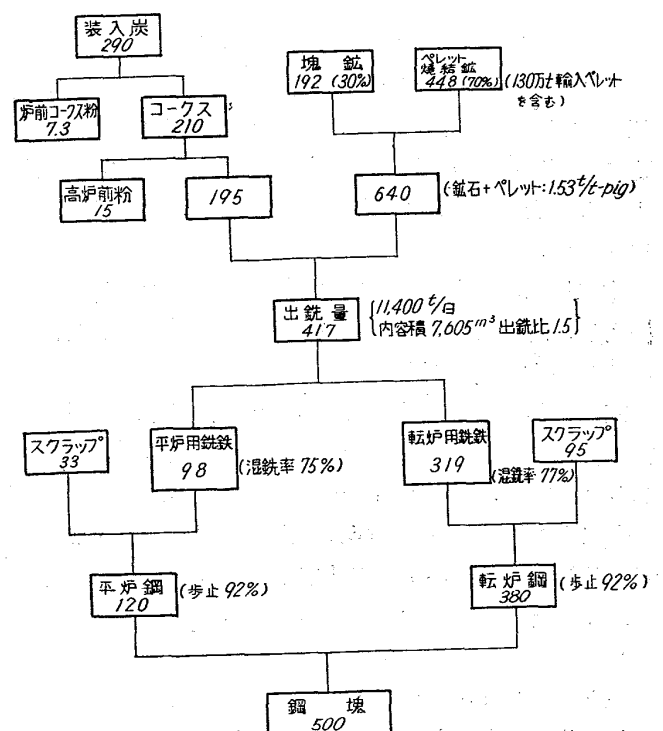 装入炭
290
塊鉱
192 (30%)
ペレット
焼結鉱
448 (70%)
(130万t輸入ペレット
を含む)
炉前コークス粉
7.3
コークス
210
高炉前粉
15
195
640
(鉱石+ペレット:1.53t/t-pig)
出銑量
417
11,400 t/日
内容積 7,605m³ 出銑比 1.5
スクラップ
33
平炉用銑鉄
98
(混銑率 75%)
転炉用銑鉄
319
(混銑率 77%)
スクラップ
95
平炉鋼
120
(歩止 92%)
転炉鋼
380
(歩止 92%)
鋼塊
500